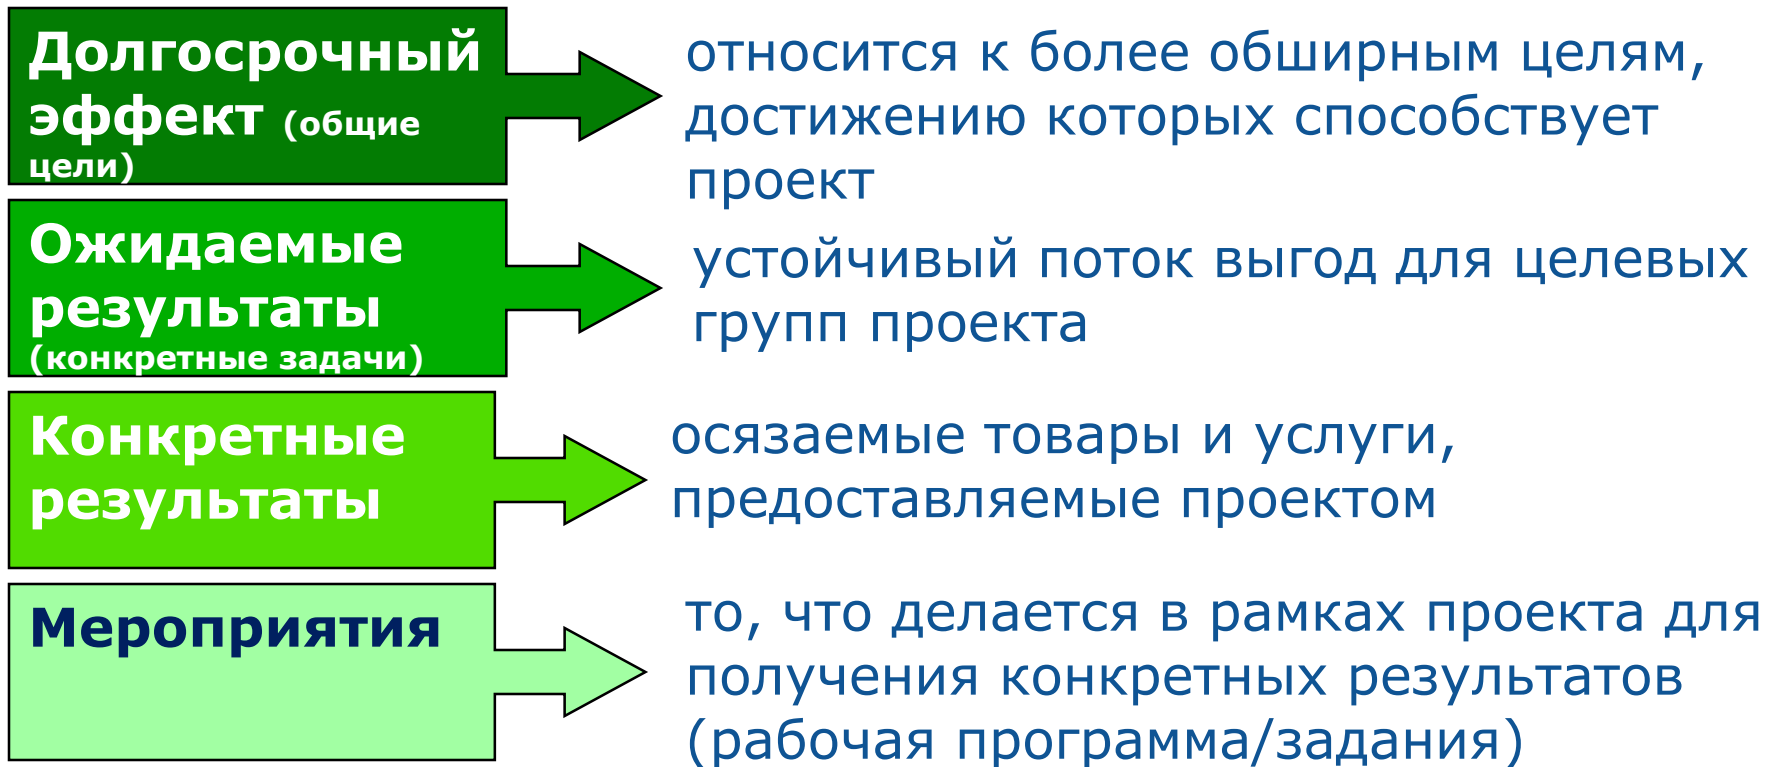 Долгосрочный
эффект (общие
цели)
относится к более обширным целям,
достижению которых способствует
проект
Ожидаемые
результаты
(конкретные задачи)
устойчивый поток выгод для целевых
групп проекта
Конкретные
результаты
осязаемые товары и услуги,
предоставляемые проектом
Мероприятия
то, что делается в рамках проекта для
получения конкретных результатов
(рабочая программа/задания)